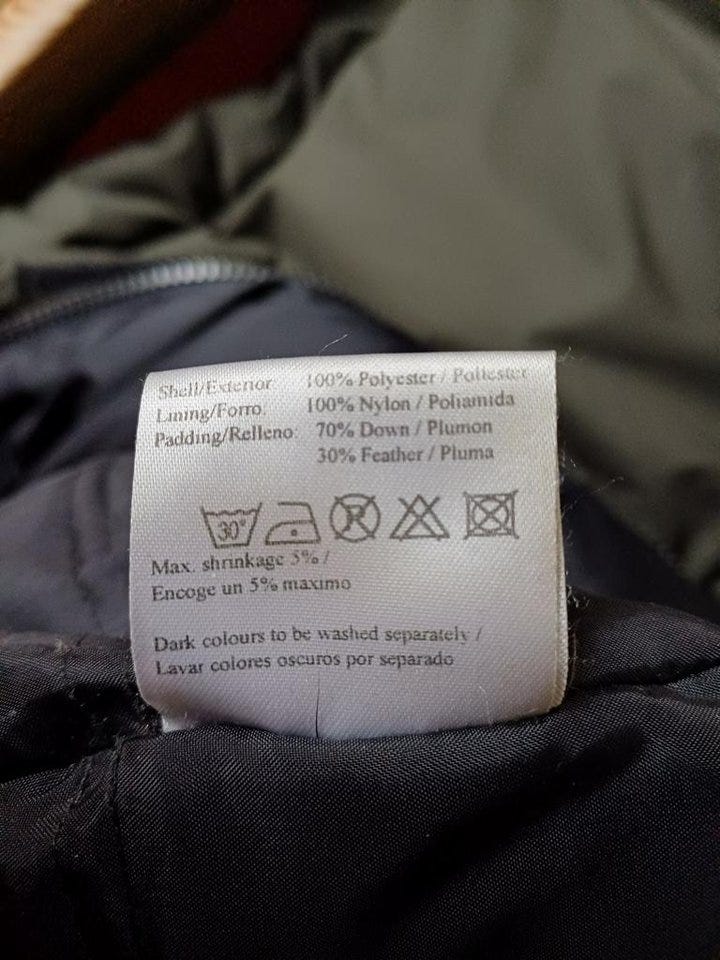 Shell/Exterior: 100% Polyester / Poliester
Lining/Forro: 100% Nylon / Poliamida
Padding/Relleno: 70% Down / Plumon
30% Feather / Pluma
30° P
Max. shrinkage 5% /
Encoge un 5% maximo
Dark colours to be washed separately /
Lavar colores oscuros por separado